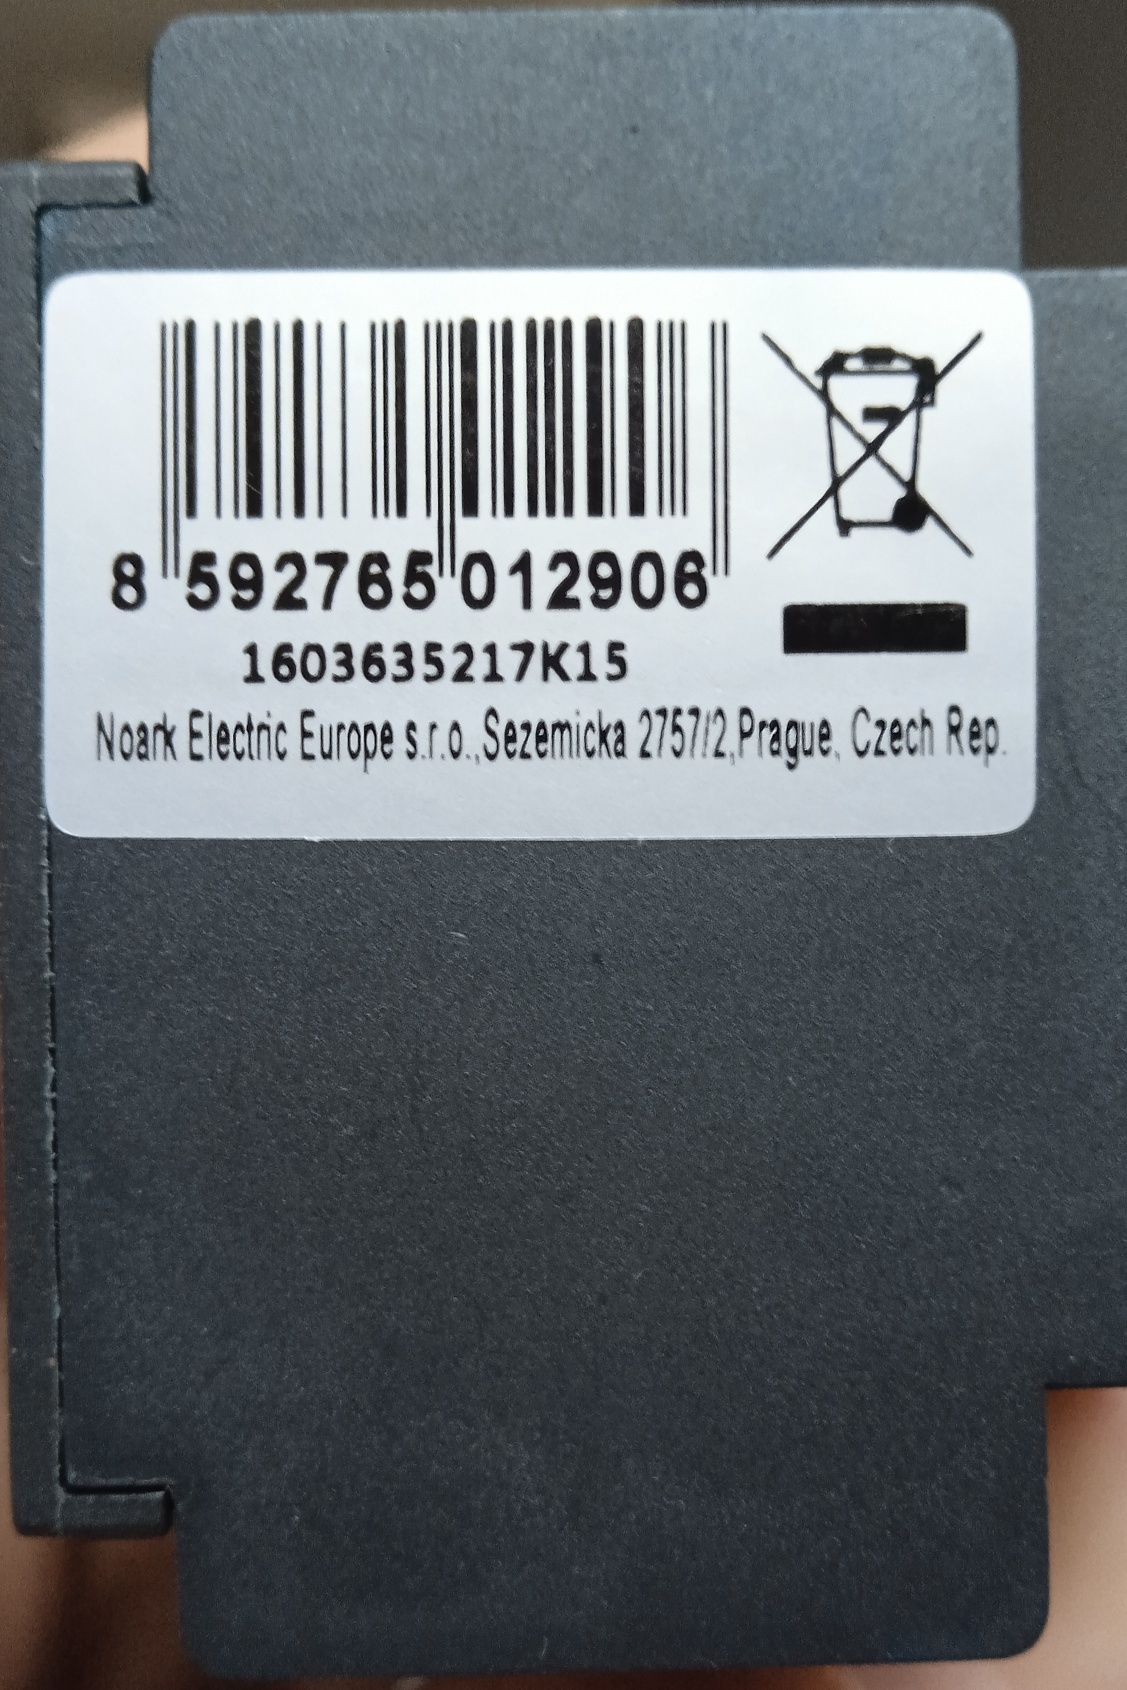 8 592765 012906
1603635217K15
Noark Electric Europe s.r.o.,Sezemicka 2757/2,Prague, Czech Rep.